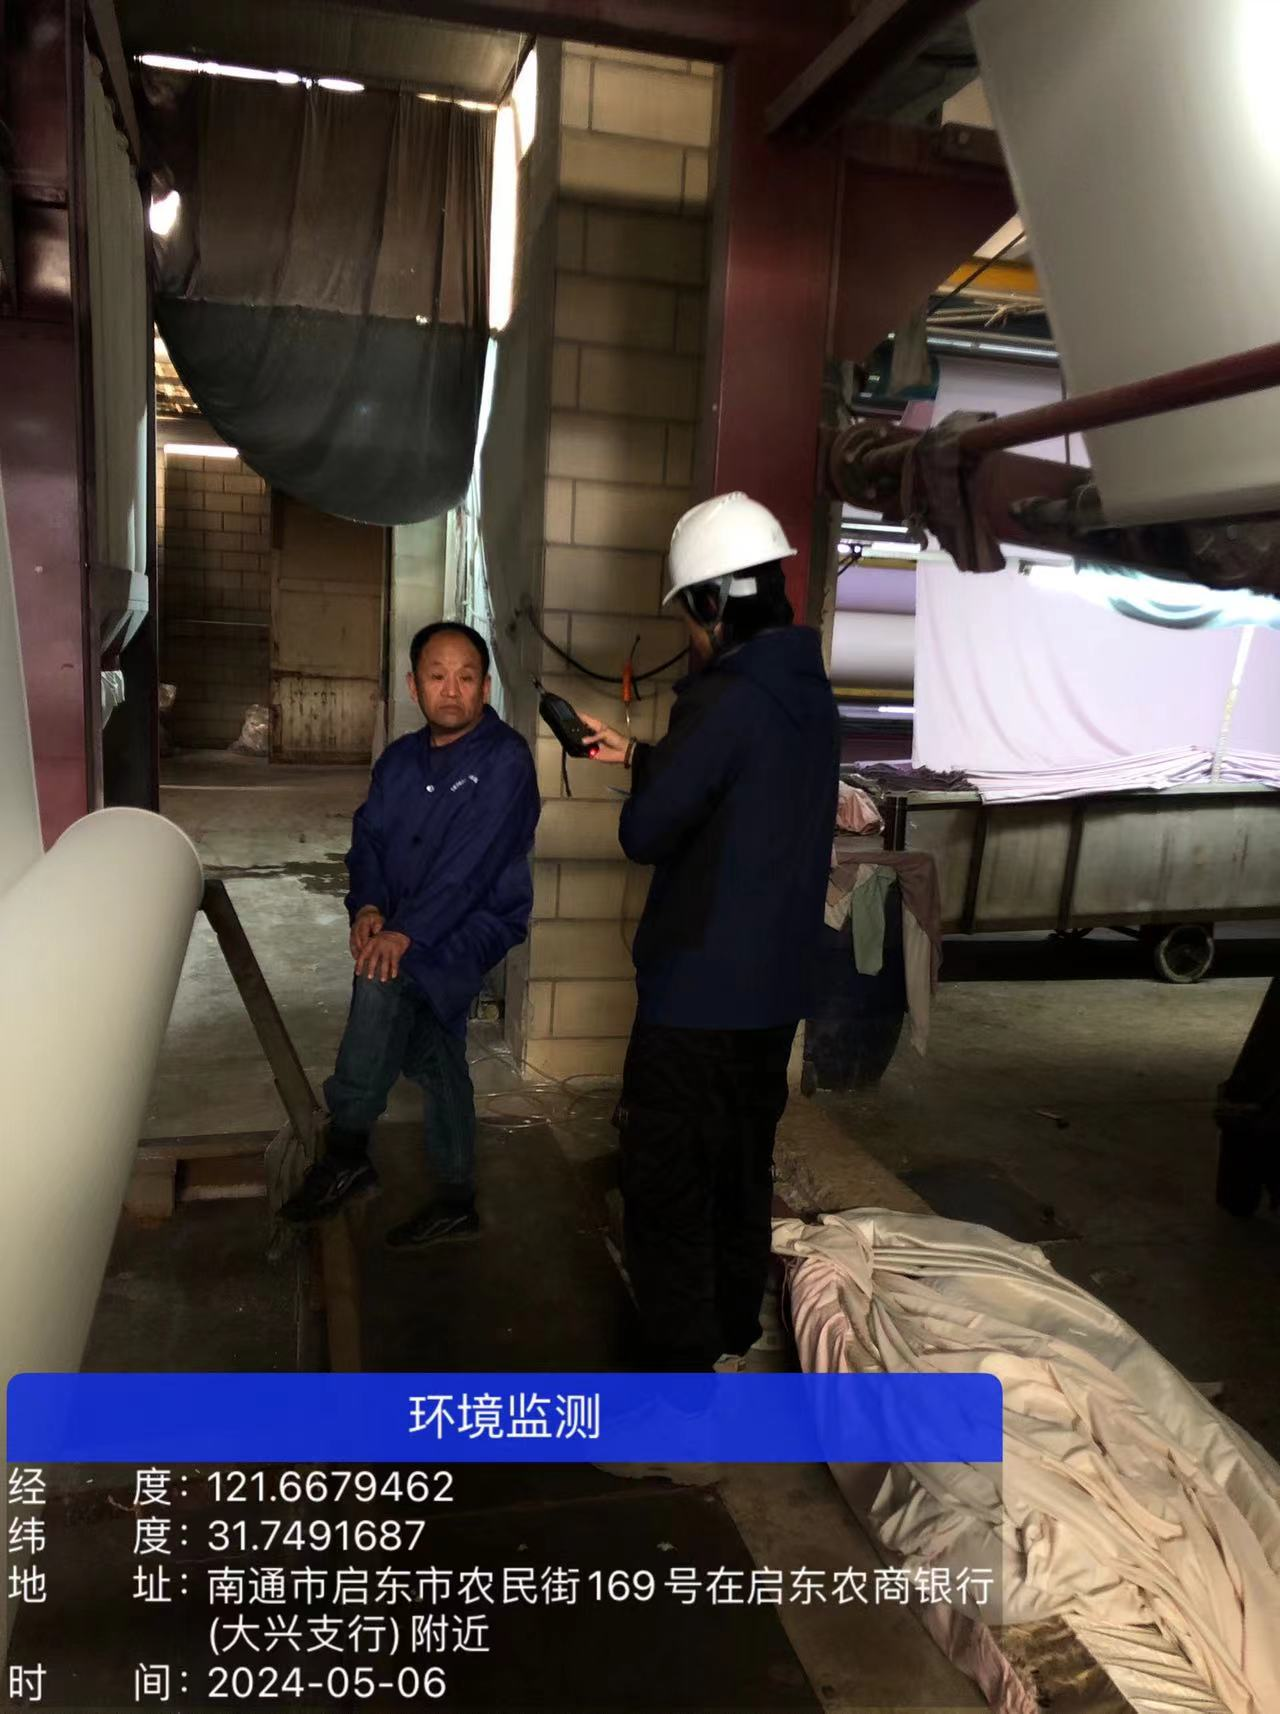 环境监测
经 度：121.6679462
纬 度：31.7491687
地 址：南通市启东市农民街169号在启东农商银行
(大兴支行)附近
时 间：2024-05-06